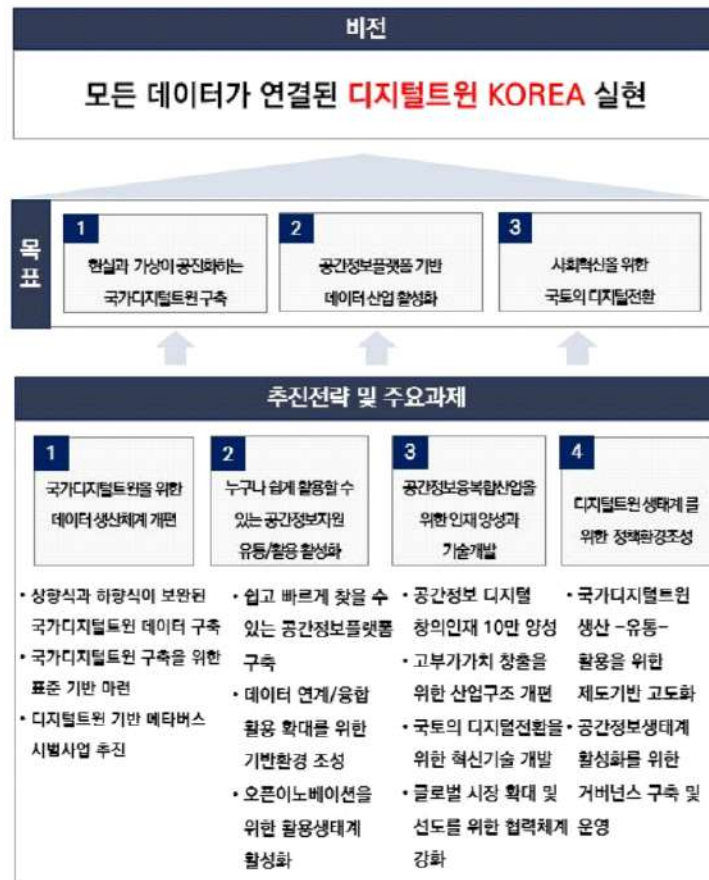 비전
모든 데이터가 연결된 디지털트윈 KOREA 실현
목표
1
현실과 가상이 공진화하는
국가디지털트윈 구축
2
공간정보플랫폼 기반
데이터 산업 활성화
3
사회혁신을 위한
국토의 디지털전환
추진전략 및 주요과제
1
국가디지털트윈을 위한
데이터 생산체계 개편
• 상향식과 하향식이 보완된
국가디지털트윈 데이터 구축
• 국가디지털트윈 구축을 위한
표준 기반 마련
• 디지털트윈 기반 메타버스
시범사업 추진
2
누구나 쉽게 활용할 수
있는 공간정보자원
유통/활용 활성화
• 쉽고 빠르게 찾을 수
있는 공간정보플랫폼
구축
• 데이터 연계/융합
활용 확대를 위한
기반환경 조성
• 오픈이노베이션을
위한 활용생태계
활성화
3
공간정보융복합산업을
위한 인재 양성과
기술개발
• 공간정보 디지털
창의인재 10만 양성
• 고부가가치 창출을
위한 산업구조 개편
• 국토의 디지털전환을
위한 혁신기술 개발
• 글로벌 시장 확대 및
선도를 위한 협력체계
강화
4
디지털트윈 생태계를
위한 정책환경조성
• 국가디지털트윈
생산 -유통-
활용을 위한
제도기반 고도화
• 공간정보생태계
활성화를 위한
거버넌스 구축 및
운영